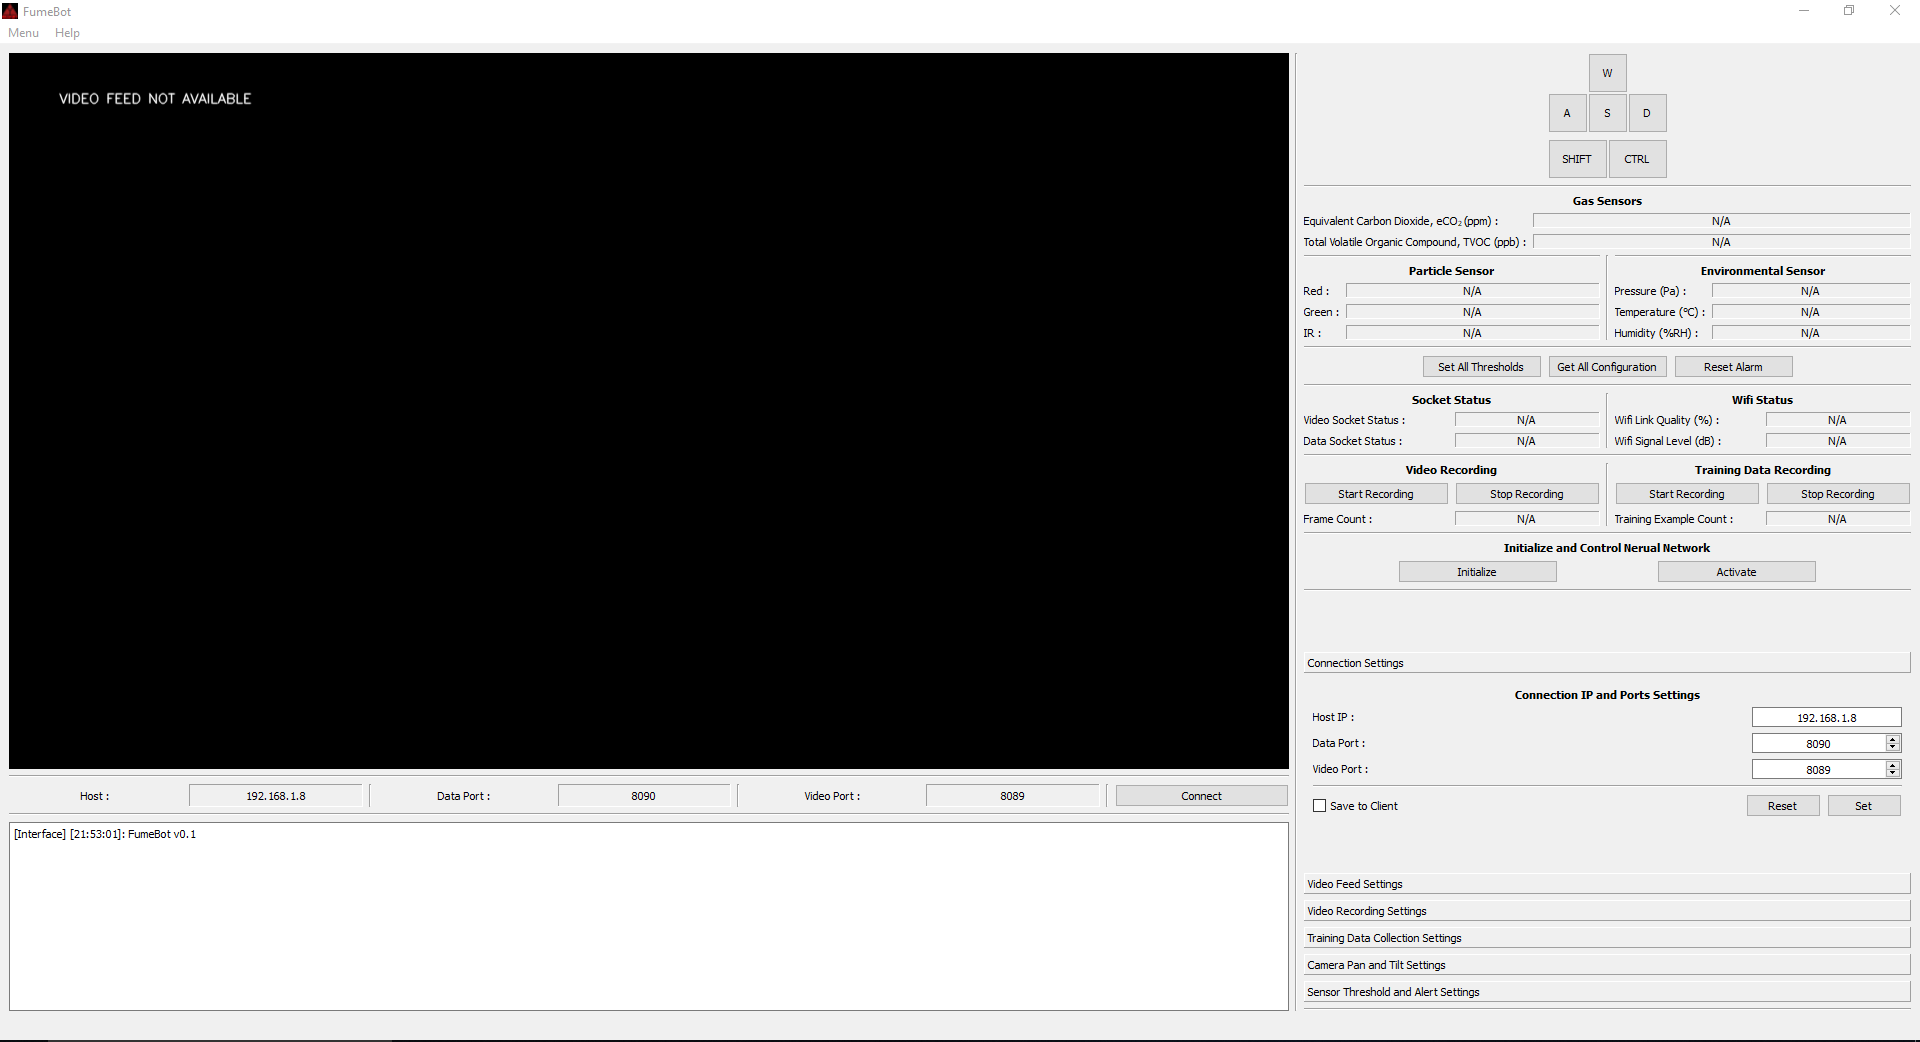 FumeBot
Menu Help
VIDEO FEED NOT AVAILABLE
Host : 192.168.1.8 Data Port : 8090 Video Port : 8089 Connect
[Interface] [21:53:01]: FumeBot v0.1
W
A S D
SHIFT CTRL
Gas Sensors
Equivalent Carbon Dioxide, eCO₂ (ppm) : N/A
Total Volatile Organic Compound, TVOC (ppb) : N/A
Particle Sensor
Red : N/A
Green : N/A
IR : N/A
Environmental Sensor
Pressure (Pa) : N/A
Temperature (°C) : N/A
Humidity (%RH) : N/A
Set All Thresholds Get All Configuration Reset Alarm
Socket Status
Video Socket Status : N/A
Data Socket Status : N/A
Wifi Status
Wifi Link Quality (%) : N/A
Wifi Signal Level (dB) : N/A
Video Recording
Start Recording Stop Recording
Frame Count : N/A
Training Data Recording
Start Recording Stop Recording
Training Example Count : N/A
Initialize and Control Nerual Network
Initialize Activate
Connection Settings
Connection IP and Ports Settings
Host IP : 192.168.1.8
Data Port : 8090
Video Port : 8089
Save to Client Reset Set
Video Feed Settings
Video Recording Settings
Training Data Collection Settings
Camera Pan and Tilt Settings
Sensor Threshold and Alert Settings